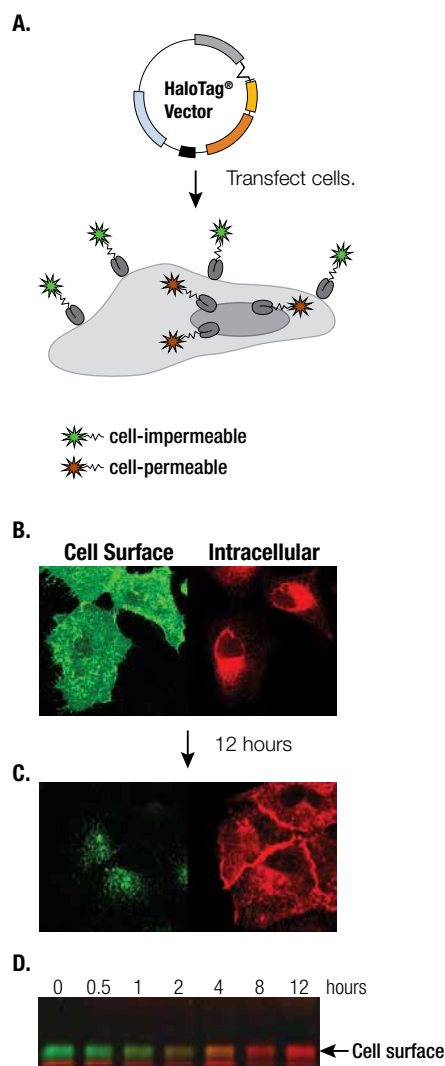 A.
HaloTag®
Vector
Transfect cells.
cell-impermeable
cell-permeable
B.
Cell Surface Intracellular
12 hours
C.
D.
0 0.5 1 2 4 8 12 hours
Cell surface